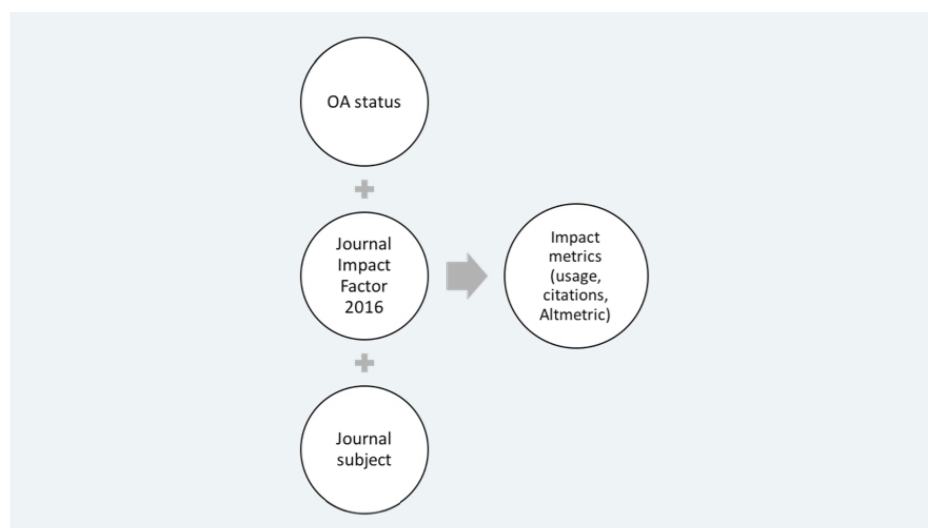 OA status
Journal
Impact
Factor
2016
Impact
metrics
(usage,
citations,
Altmetric)
Journal
subject